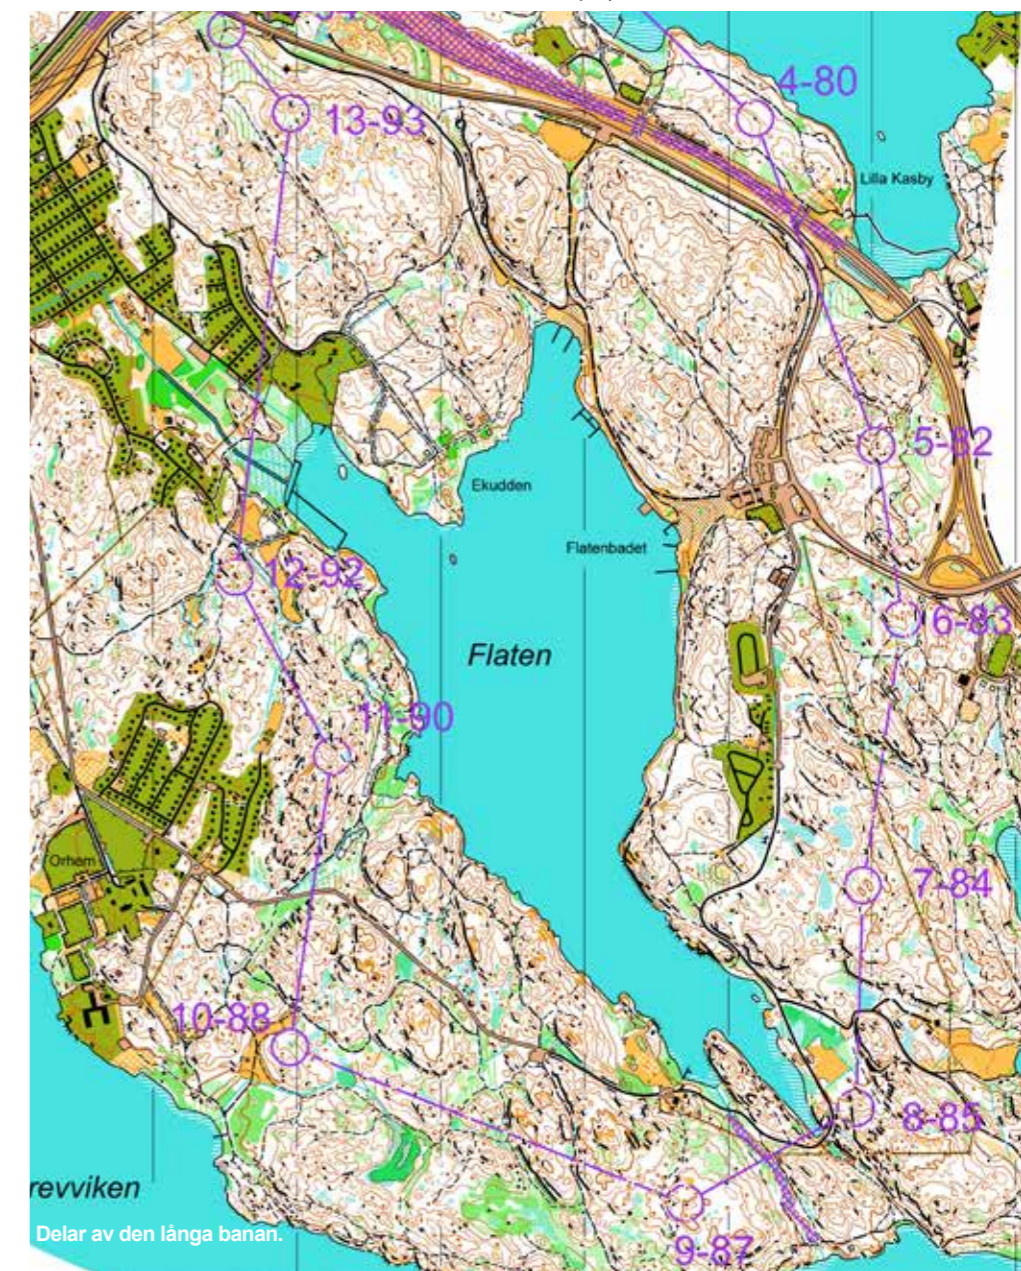 4-80
13-93
Lilla Kasby
5-82
Ekudden
Flatenbadet
12-92
6-83
Flaten
11-90
Orhem
7-84
10-88
8-85
revviken
Delar av den långa banan.
9-87